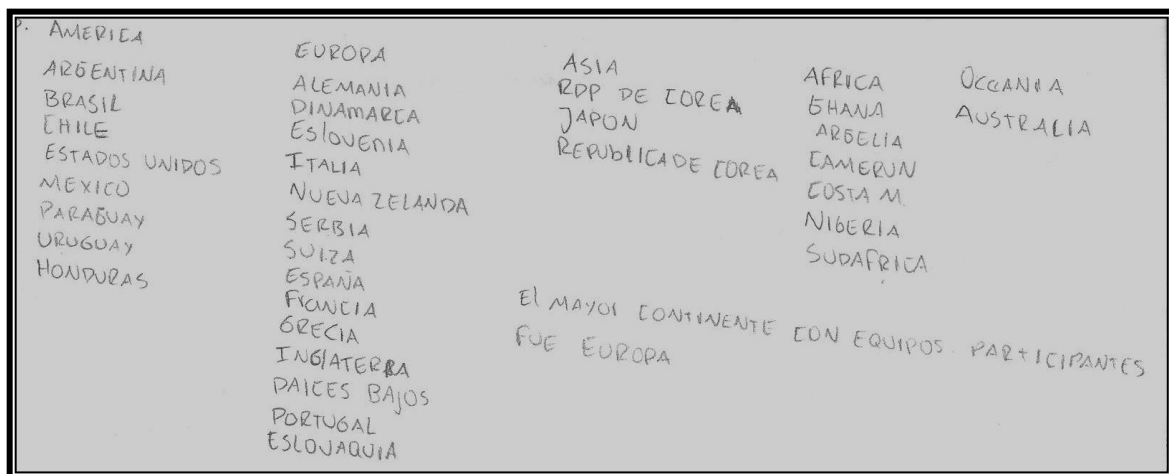 P. AMERICA
ARGENTINA
BRASIL
CHILE
ESTADOS UNIDOS
MEXICO
PARAGUAY
URUGUAY
HONDURAS
EUROPA
ALEMANIA
DINAMARCA
ESLOVENIA
ITALIA
NUEVA ZELANDA
SERBIA
SUIZA
ESPAÑA
FRANCIA
GRECIA
INGLATERRA
PAICES BAJOS
PORTUGAL
ESLOVAQUIA
ASIA
RDP DE COREA
JAPON
REPUBLICA DE COREA
AFRICA
GHANA
ARGELIA
CAMERUN
COSTA M.
NIGERIA
SUDAFRICA
OCEANIA
AUSTRALIA
El MAYOR CONTINENTE CON EQUIPOS PARTICIPANTES
FUE EUROPA